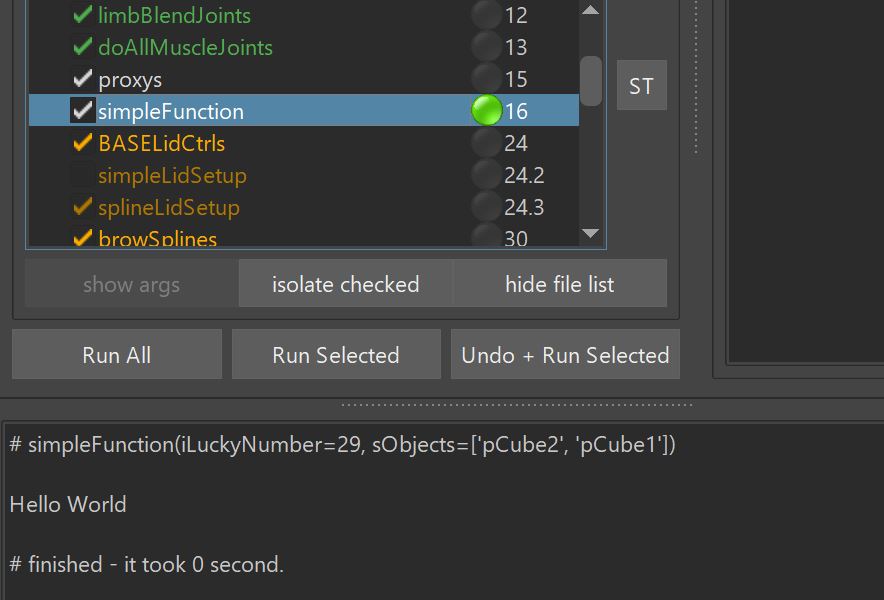 limbBlendJoints 12
doAllMuscleJoints 13
proxys 15
ST
simpleFunction 16
BASELidCtrls 24
simpleLidSetup 24.2
splineLidSetup 24.3
browSplines 30
show args isolate checked hide file list
Run All Run Selected Undo + Run Selected
# simpleFunction(iLuckyNumber=29, sObjects=['pCube2', 'pCube1'])
Hello World
# finished - it took 0 second.